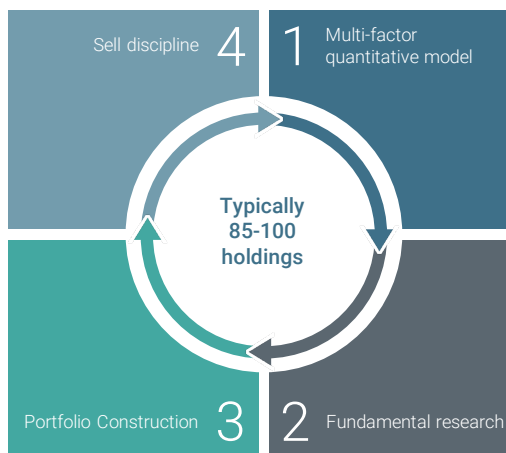 Sell discipline 4
1 Multi-factor
quantitative model
Typically
85-100
holdings
Portfolio Construction 3
2 Fundamental research